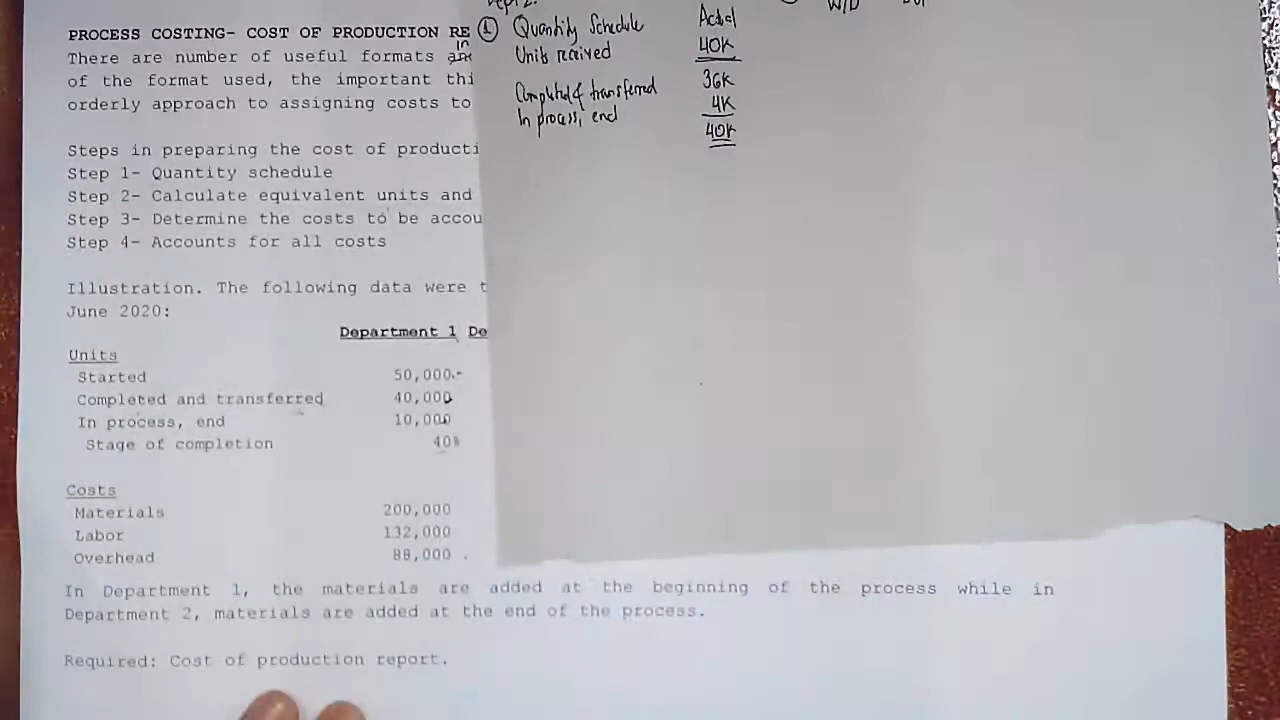 Dept 2.
W/D
① Quantity Schedule Actual
PROCESS COSTING- COST OF PRODUCTION RE
in
Units received 40K
There are number of useful formats
of the format used, the important thi
Completed & transferred 36K
orderly approach to assigning costs to
In process, end 4K
40K
Steps in preparing the cost of producti
Step 1- Quantity schedule
Step 2- Calculate equivalent units and
Step 3- Determine the costs to be accou
Step 4- Accounts for all costs
Illustration. The following data were t
June 2020:
Department 1 De
Units
Started 50,000
Completed and transferred 40,000
In process, end 10,000
Stage of completion 40%
Costs
Materials 200,000
Labor 132,000
Overhead 88,000
In Department 1, the materials are added at the beginning of the process while in
Department 2, materials are added at the end of the process.
Required: Cost of production report.